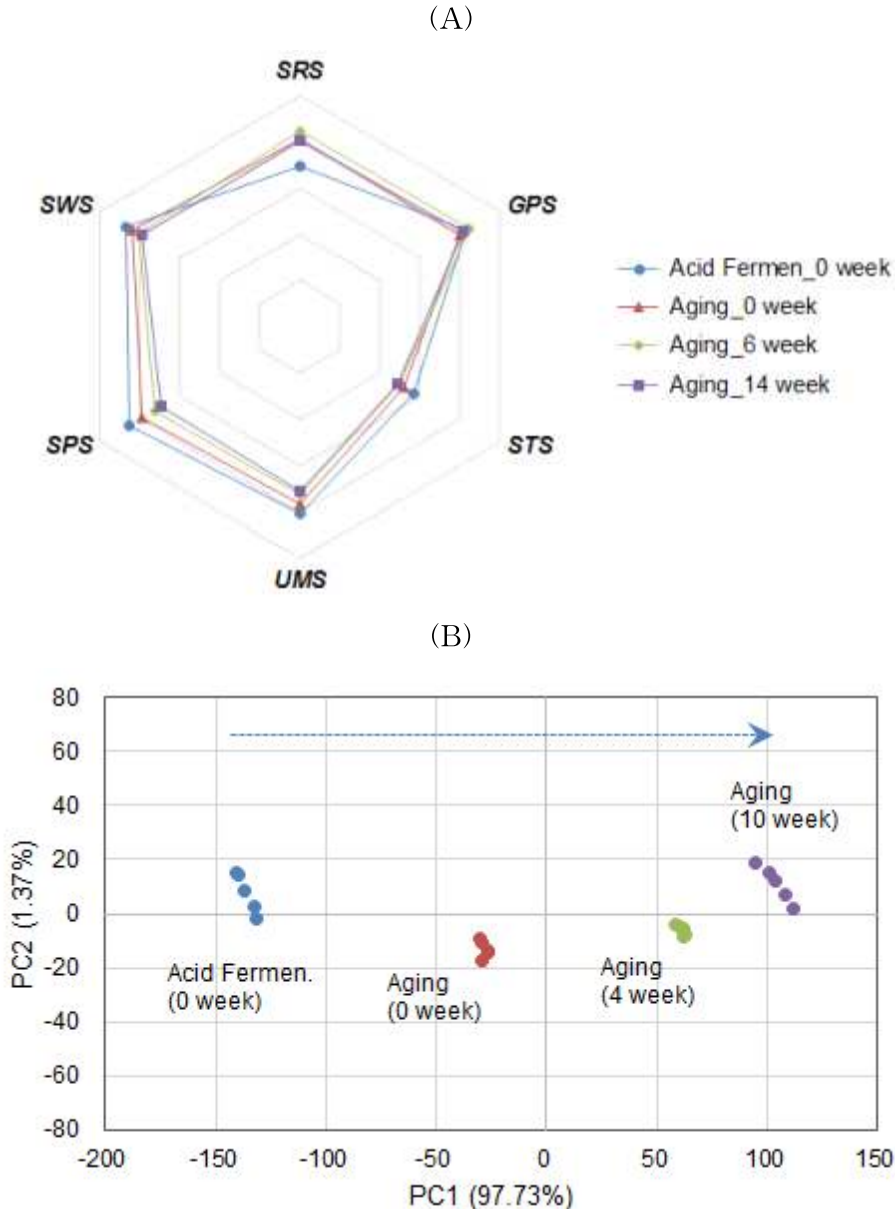 (A)
SRS
SWS
GPS
SPS
STS
UMS
Acid Fermen_0 week
Aging_0 week
Aging_6 week
Aging_14 week
(B)
80
60
40
20
0
-20
-40
-60
-80
PC2 (1.37%)
Aging
(10 week)
Acid Fermen.
(0 week)
Aging
(0 week)
Aging
(4 week)
-200 -150 -100 -50 0 50 100 150
PC1 (97.73%)